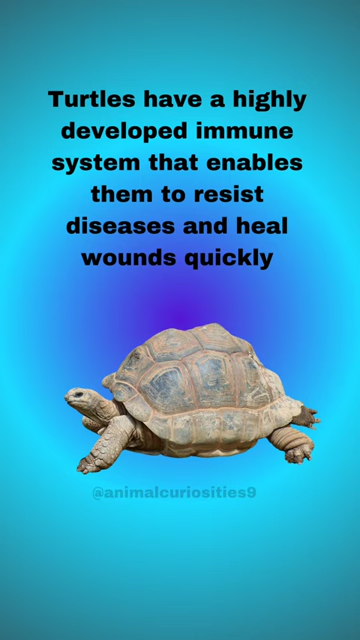 Turtles have a highly
developed immune
system that enables
them to resist
diseases and heal
wounds quickly
@animalcuriosities9